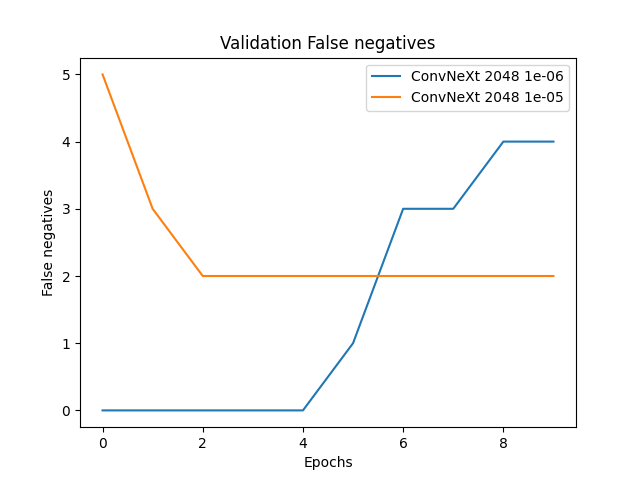 Validation False negatives
ConvNeXt 2048 1e-06
ConvNeXt 2048 1e-05
False negatives
5
4
3
2
1
0
0 2 4 6 8
Epochs